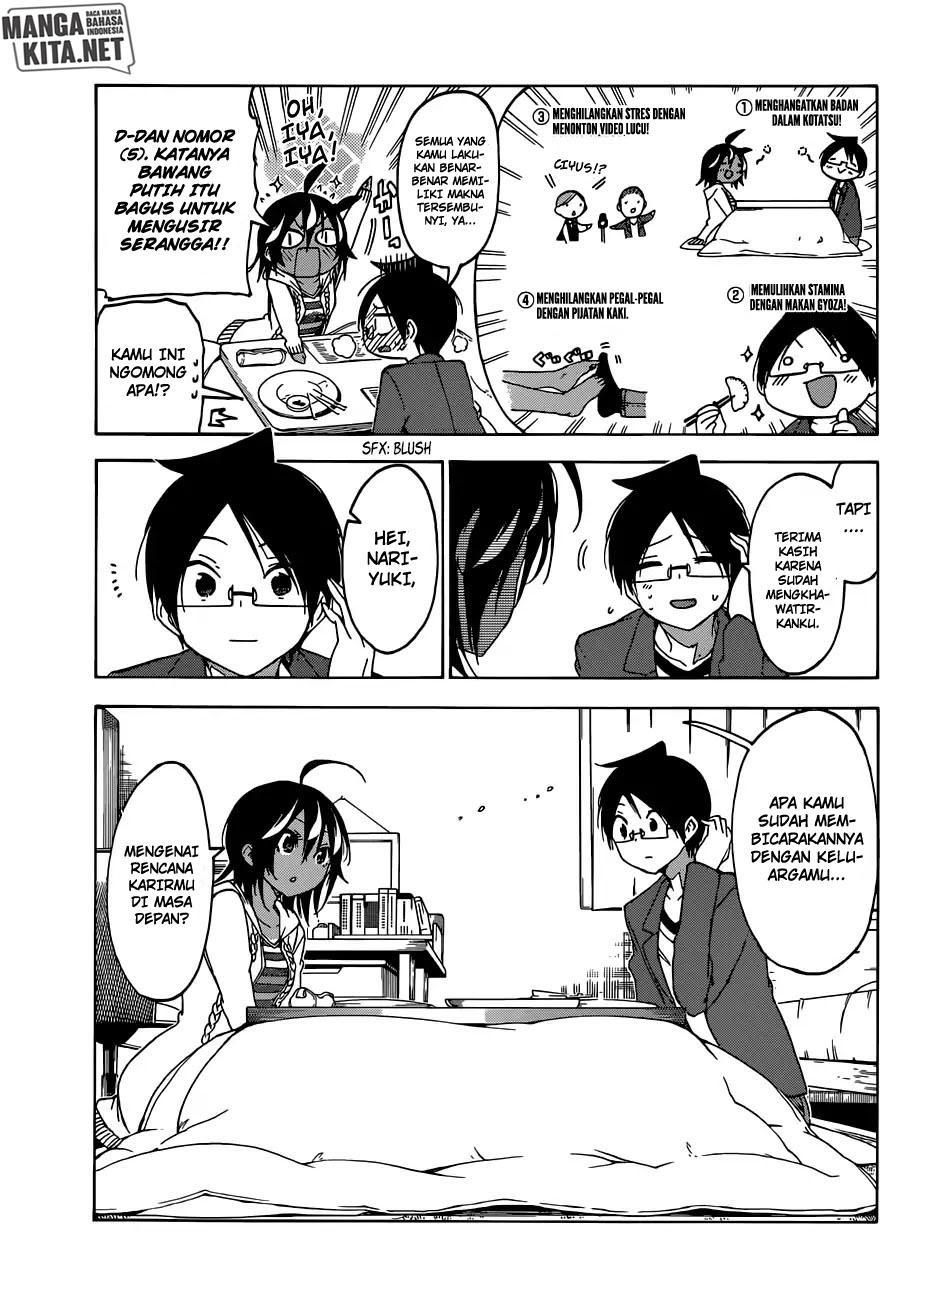 MANGA
BACA MANGA
BAHASA
INDONESIA
KITA.NET
① MENGHANGATKAN BADAN
DALAM KOTATSU!
② MEMULIHKAN STAMINA
DENGAN MAKAN GYOZA!
③ MENGHILANGKAN STRES DENGAN
MENONTON VIDEO LUCU!
CIYUS!?
④ MENGHILANGKAN PEGAL-PEGAL
DENGAN PIJATAN KAKI.
SEMUA YANG
KAMU LAKU-
KAN BENAR-
BENAR MEMI-
LIKI MAKNA
TERSEMBU-
NYI, YA...
OH,
IYA,
IYA!
D-DAN NOMOR
(5). KATANYA
BAWANG
PUTIH ITU
BAGUS UNTUK
MENGUSIR
SERANGGA!!
KAMU INI
NGOMONG
APA!?
SFX: BLUSH
TAPI
....
TERIMA
KASIH
KARENA
SUDAH
MENGKHA-
WATIR-
KANKU.
HEI,
NARI-
YUKI,
APA KAMU
SUDAH MEM-
BICARAKANNYA
DENGAN KELU-
ARGAMU...
MENGENAI
RENCANA
KARIRMU
DI MASA
DEPAN?